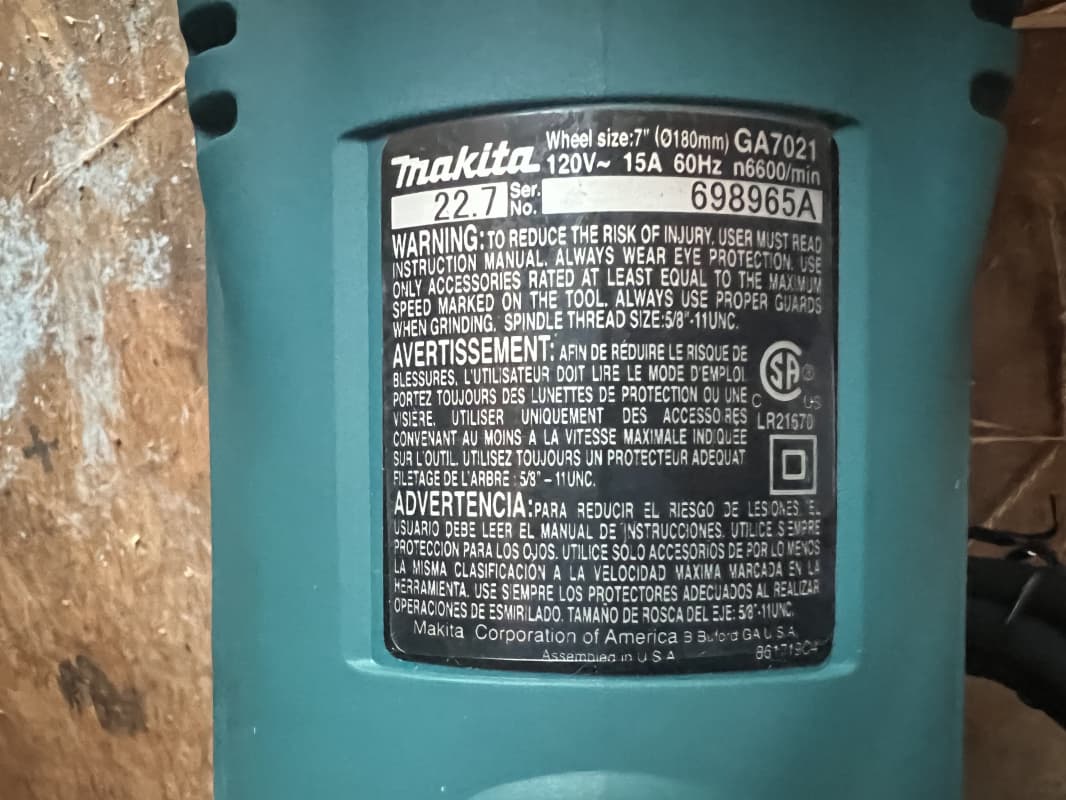 makita Wheel size:7" (Ø180mm) GA7021
120V~ 15A 60Hz n6600/min
22.7 Ser. No. 698965A
WARNING: TO REDUCE THE RISK OF INJURY, USER MUST READ
INSTRUCTION MANUAL. ALWAYS WEAR EYE PROTECTION. USE
ONLY ACCESSORIES RATED AT LEAST EQUAL TO THE MAXIMUM
SPEED MARKED ON THE TOOL. ALWAYS USE PROPER GUARDS
WHEN GRINDING. SPINDLE THREAD SIZE:5/8"-11UNC.
AVERTISSEMENT: AFIN DE RÉDUIRE LE RISQUE DE
BLESSURES, L'UTILISATEUR DOIT LIRE LE MODE D'EMPLOI.
PORTEZ TOUJOURS DES LUNETTES DE PROTECTION OU UNE
VISIÈRE. UTILISER UNIQUEMENT DES ACCESSOIRES
CONVENANT AU MOINS A LA VITESSE MAXIMALE INDIQUÉE
SUR L'OUTIL. UTILISEZ TOUJOURS UN PROTECTEUR ADEQUAT
FILETAGE DE L'ARBRE : 5/8" – 11UNC.
SA ®
C US
LR21670
ADVERTENCIA: PARA REDUCIR EL RIESGO DE LESIONES, EL
USUARIO DEBE LEER EL MANUAL DE INSTRUCCIONES. UTILICE SIEMPRE
PROTECCIÓN PARA LOS OJOS. UTILICE SÓLO ACCESORIOS DE POR LO MENOS
LA MISMA CLASIFICACIÓN A LA VELOCIDAD MAXIMA MARCADA EN LA
HERRAMIENTA. USE SIEMPRE LOS PROTECTORES ADECUADOS AL REALIZAR
OPERACIONES DE ESMIRILADO. TAMAÑO DE ROSCA DEL EJE: 5/8"-11UNC.
Makita Corporation of America B Buford GA U.S.A.
Assembled in U S A